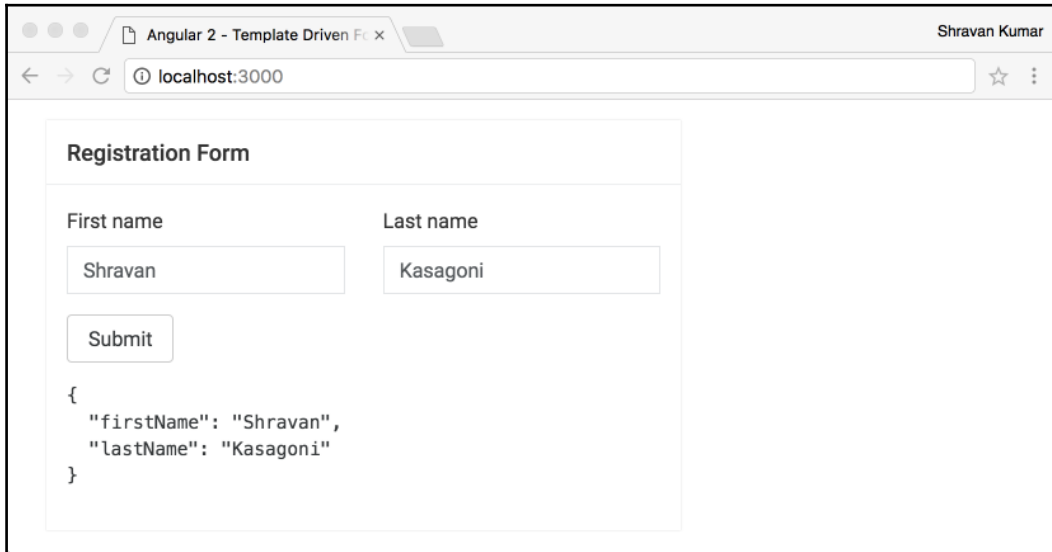 Angular 2 - Template Driven Fo
Shravan Kumar
localhost:3000
Registration Form
First name Last name
Shravan Kasagoni
Submit
{
"firstName": "Shravan",
"lastName": "Kasagoni"
}